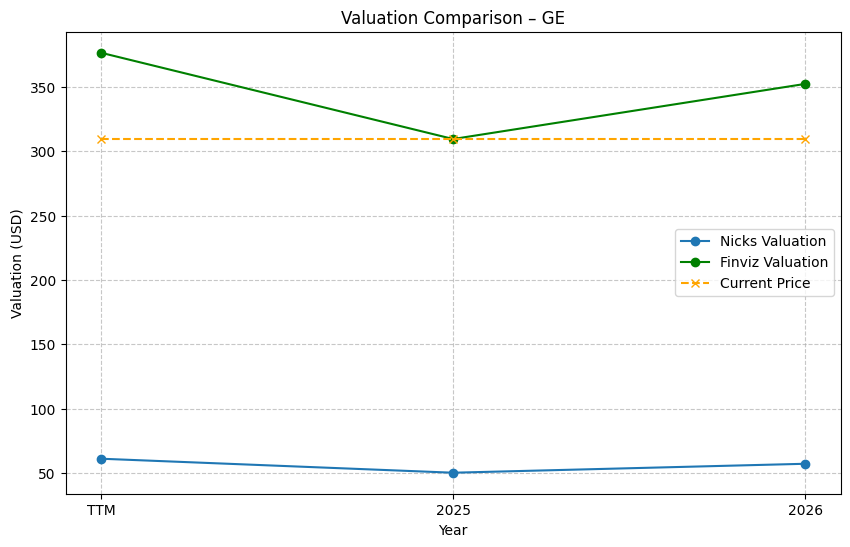 Valuation Comparison – GE
Valuation (USD)
350
300
250
200
150
100
50
Nicks Valuation
Finviz Valuation
Current Price
TTM 2025 2026
Year